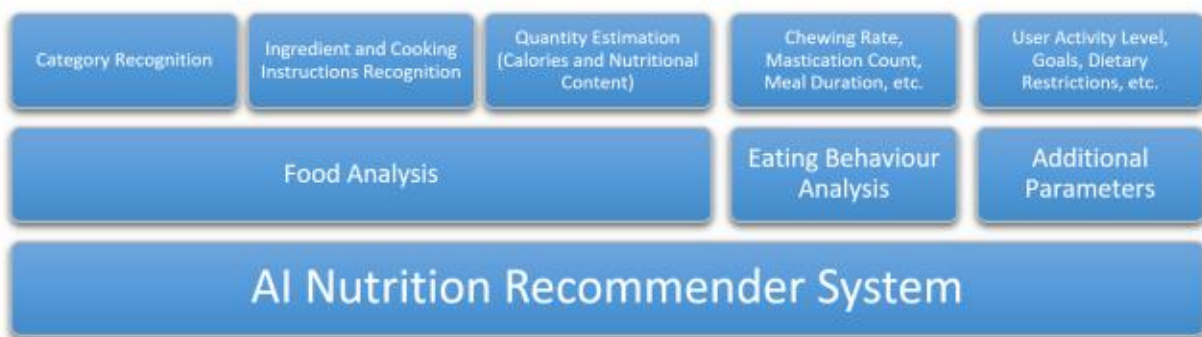 Category Recognition
Ingredient and Cooking
Instructions Recognition
Quantity Estimation
(Calories and Nutritional
Content)
Chewing Rate,
Mastication Count,
Meal Duration, etc.
User Activity Level,
Goals, Dietary
Restrictions, etc.
Food Analysis
Eating Behaviour
Analysis
Additional
Parameters
AI Nutrition Recommender System